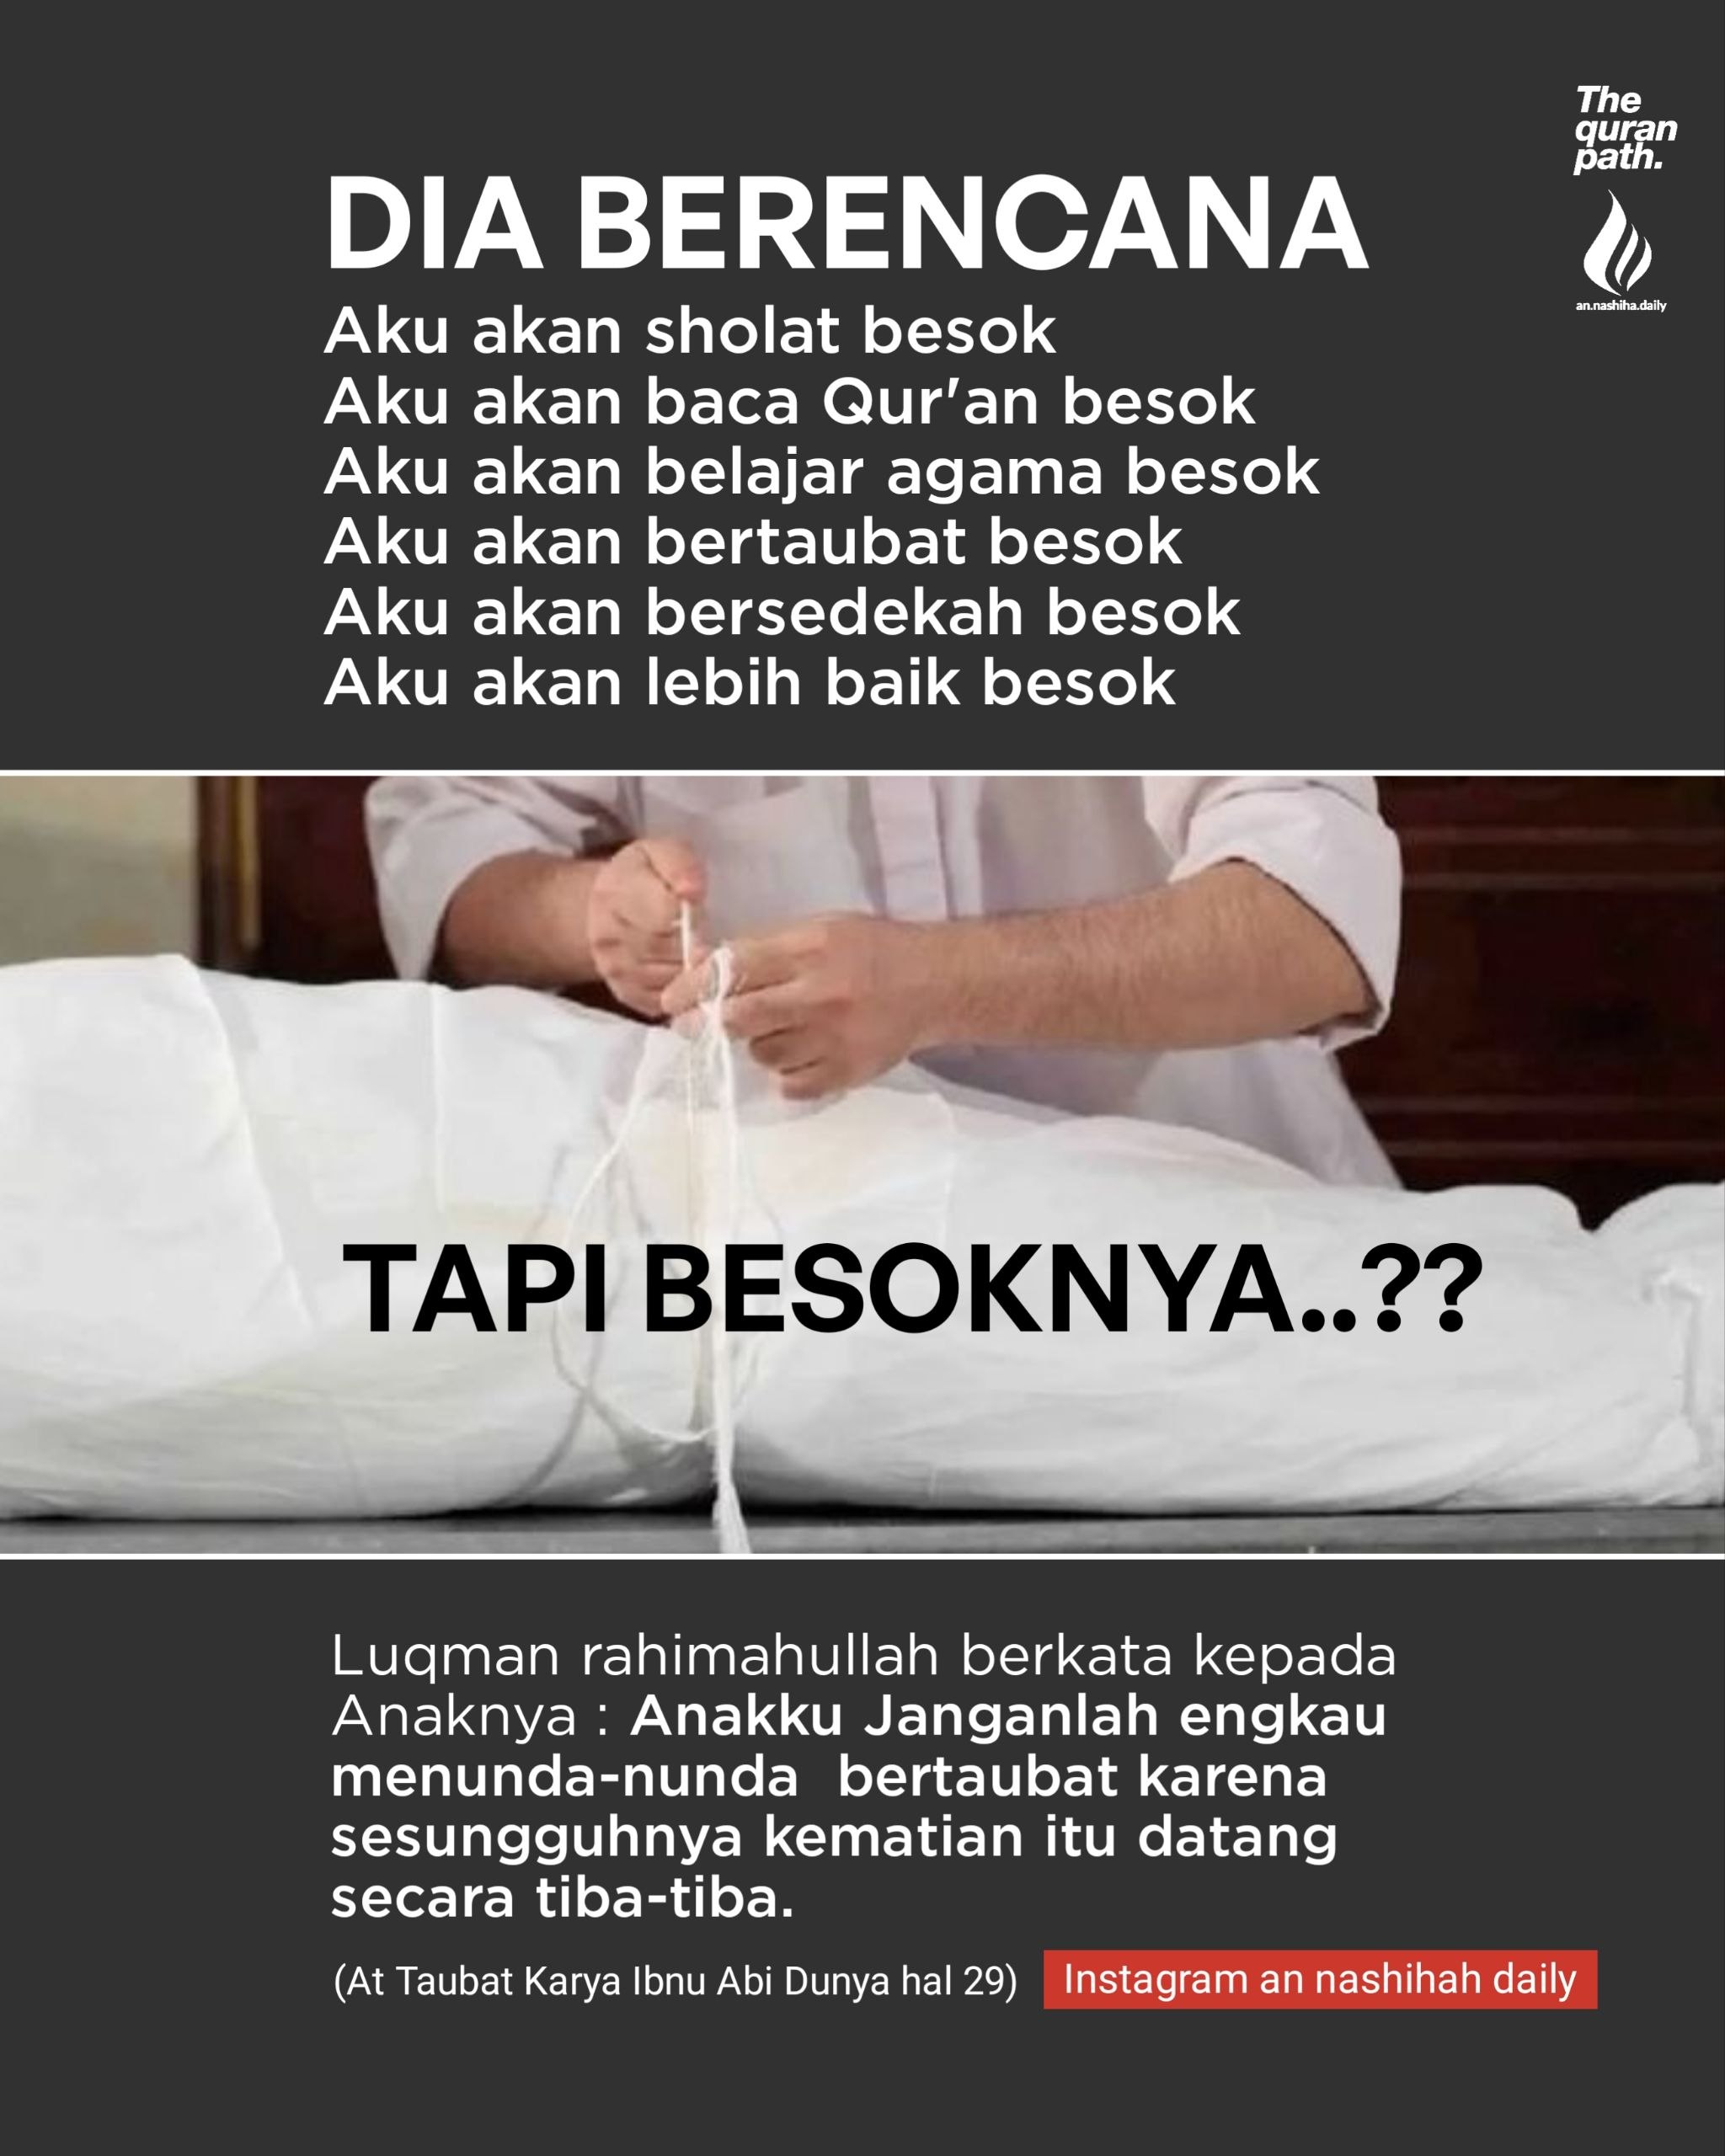 The
quran
path.
an.nashiha.daily
DIA BERENCANA
Aku akan sholat besok
Aku akan baca Qur'an besok
Aku akan belajar agama besok
Aku akan bertaubat besok
Aku akan bersedekah besok
Aku akan lebih baik besok
TAPI BESOKNYA..??
Luqman rahimahullah berkata kepada
Anaknya : Anakku Janganlah engkau
menunda-nunda  bertaubat karena
sesungguhnya kematian itu datang
secara tiba-tiba.
(At Taubat Karya Ibnu Abi Dunya hal 29)
Instagram an nashihah daily